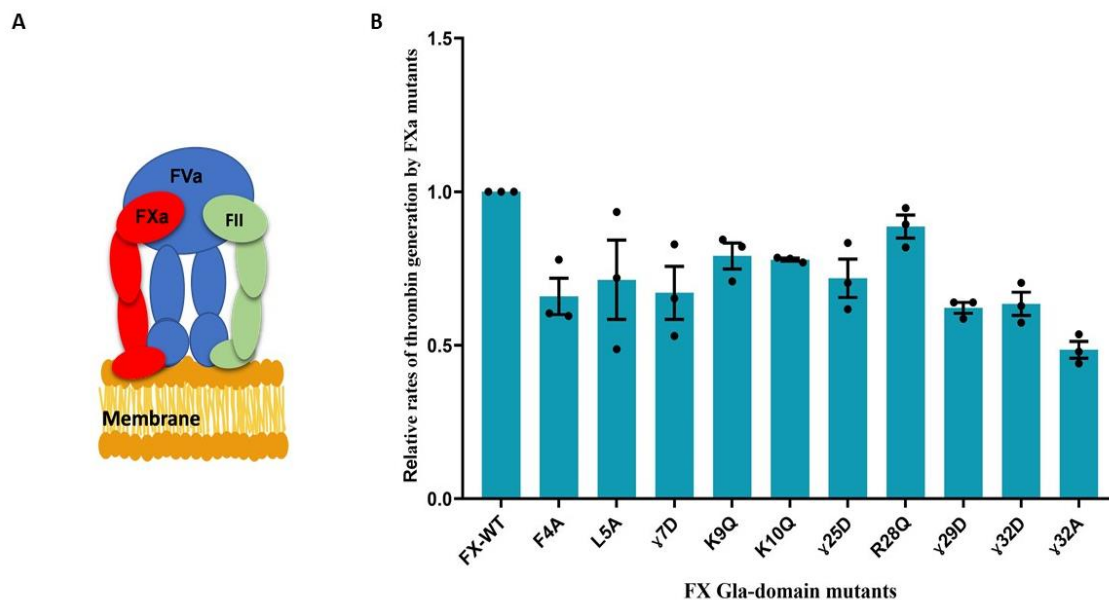 A
B
FVa
FXa
FII
Membrane
Relative rates of thrombin generation by FXa mutants
1.5
1.0
0.5
0.0
FX-WT
F4A
L5A
γ7D
K9Q
K10Q
γ25D
R28Q
γ29D
γ32D
γ32A
FX Gla-domain mutants